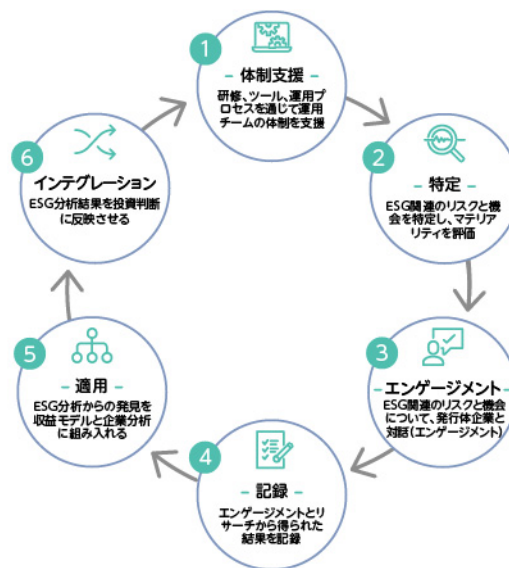 1
- 体制支援 -
研修、ツール、運用プ
ロセスを通じて運用
チームの体制を支援
2
- 特定 -
ESG関連のリスクと機
会を特定し、マテリア
リティを評価
3
- エンゲージメント -
ESG関連のリスクと機会
について、発行体企業と
対話(エンゲージメント)
4
- 記録 -
エンゲージメントとリ
サーチから得られた
結果を記録
5
- 適用 -
ESG分析からの発見を
収益モデルと企業分析
に組み入れる
6
インテグレーション
ESG分析結果を投資判断
に反映させる